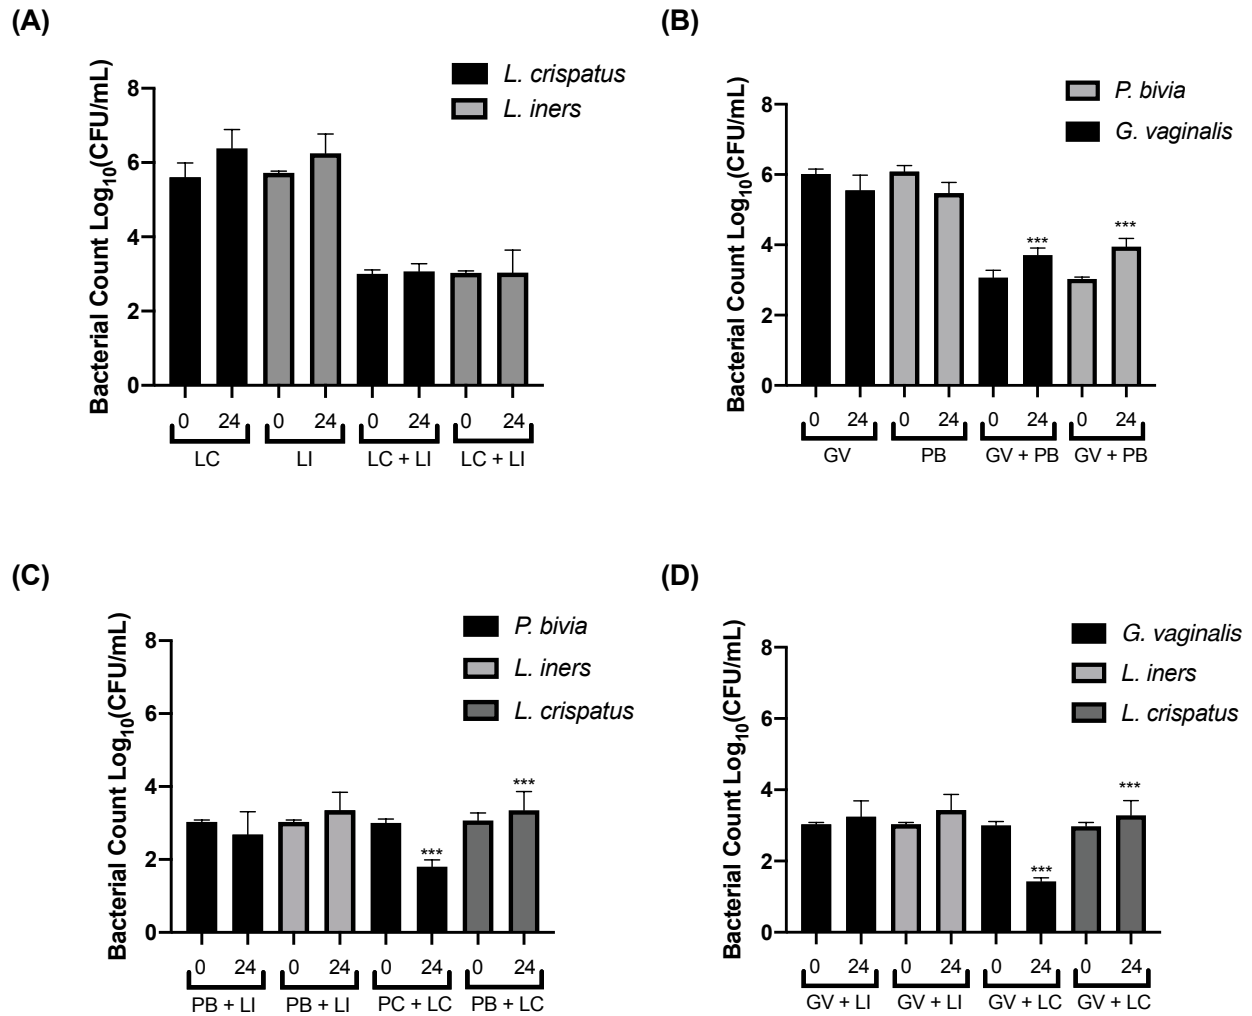 (A)
L. crispatus
L. iners
Bacterial Count Log10(CFU/mL)
8
6
4
2
0
0 24 0 24 0 24 0 24
LC LI LC + LI LC + LI
(B)
P. bivia
G. vaginalis
Bacterial Count Log10(CFU/mL)
8
6
4
2
0
***
***
0 24 0 24 0 24 0 24
GV PB GV + PB GV + PB
(C)
P. bivia
L. iners
L. crispatus
Bacterial Count Log10(CFU/mL)
8
6
4
2
0
***
***
0 24 0 24 0 24 0 24
PB + LI PB + LI PC + LC PB + LC
(D)
G. vaginalis
L. iners
L. crispatus
Bacterial Count Log10(CFU/mL)
8
6
4
2
0
***
***
0 24 0 24 0 24 0 24
GV + LI GV + LI GV + LC GV + LC